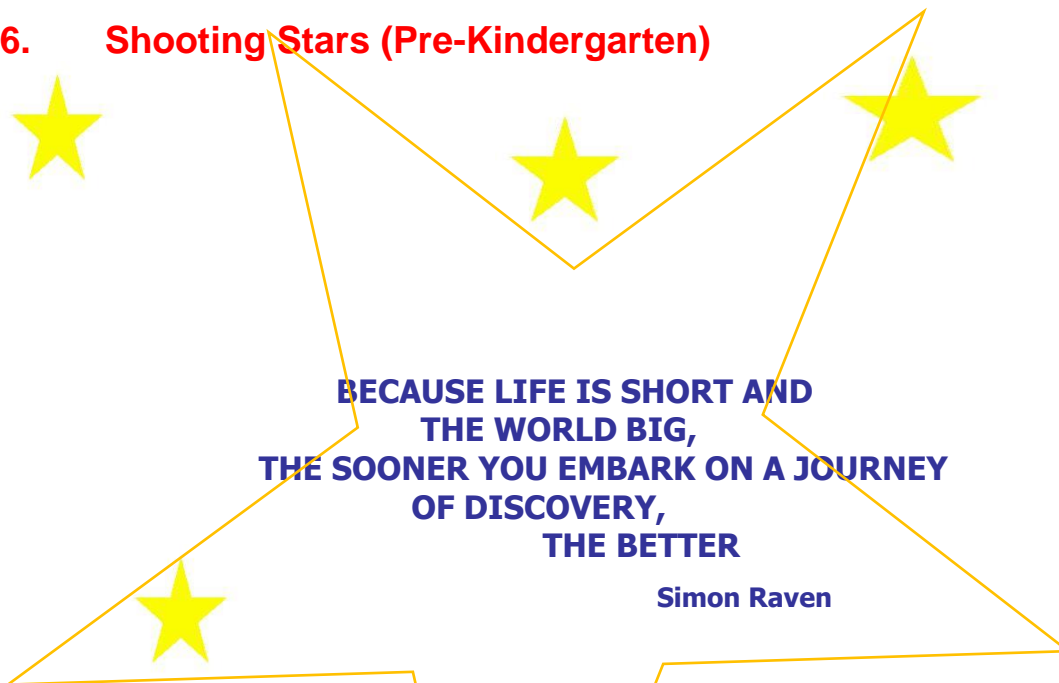 6. Shooting Stars (Pre-Kindergarten)
BECAUSE LIFE IS SHORT AND
THE WORLD BIG,
THE SOONER YOU EMBARK ON A JOURNEY
OF DISCOVERY,
THE BETTER
Simon Raven